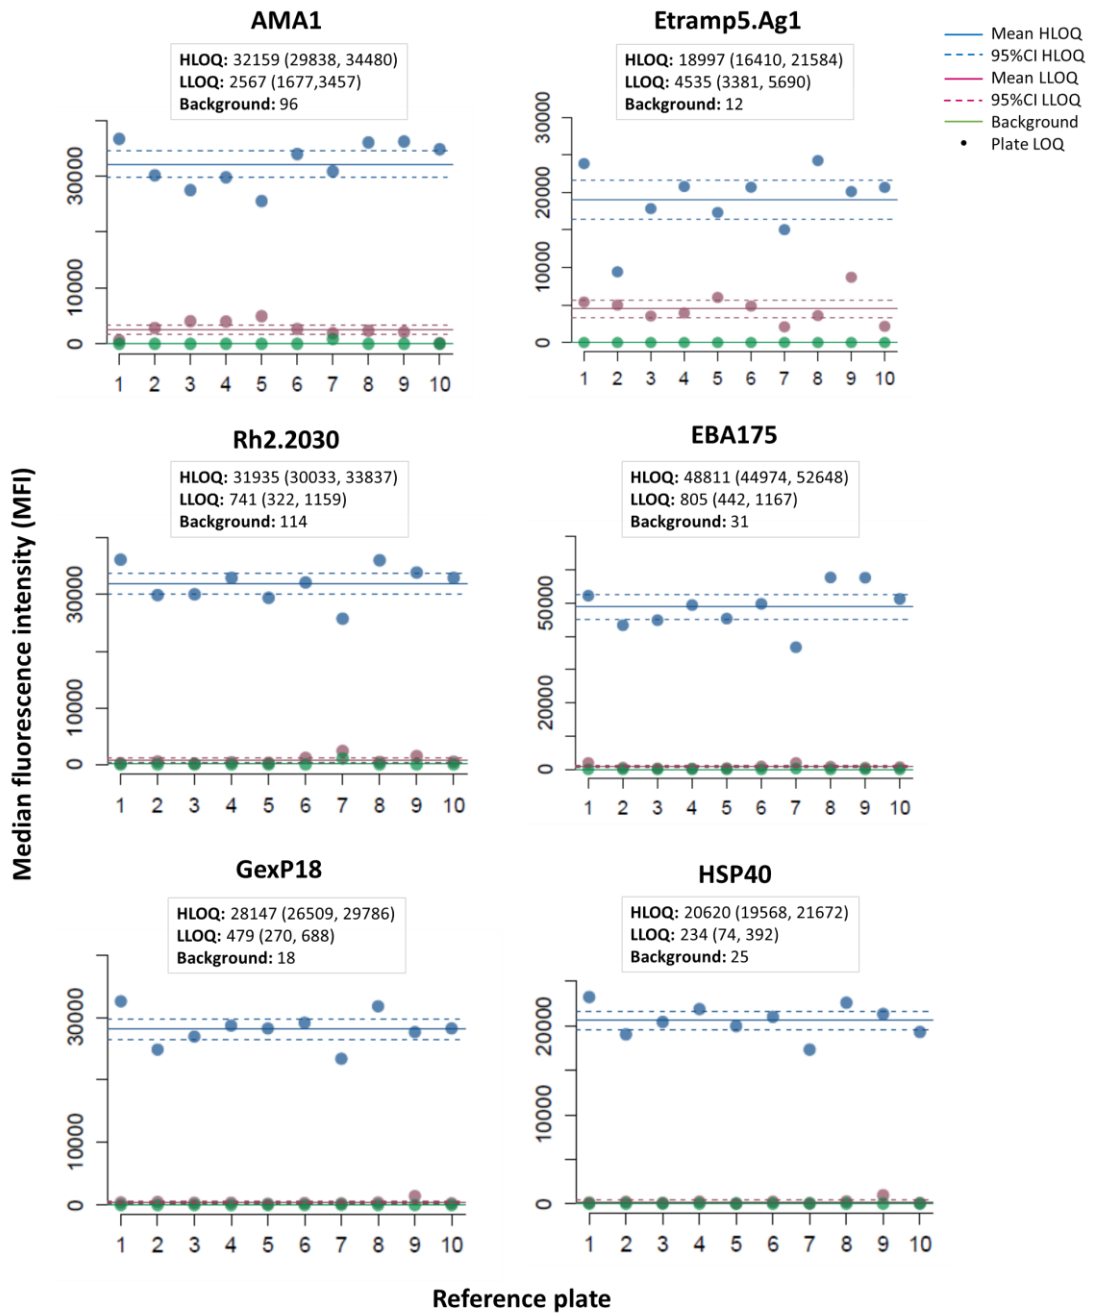 AMA1
HLOQ: 32159 (29838, 34480)
LLOQ: 2567 (1677,3457)
Background: 96
30000
10000
0
1 2 3 4 5 6 7 8 9 10
Etramp5.Ag1
HLOQ: 18997 (16410, 21584)
LLOQ: 4535 (3381, 5690)
Background: 12
30000
20000
10000
0
1 2 3 4 5 6 7 8 9 10
Mean HLOQ
95%CI HLOQ
Mean LLOQ
95%CI LLOQ
Background
Plate LOQ
Median fluorescence intensity (MFI)
Rh2.2030
HLOQ: 31935 (30033, 33837)
LLOQ: 741 (322, 1159)
Background: 114
30000
10000
0
1 2 3 4 5 6 7 8 9 10
EBA175
HLOQ: 48811 (44974, 52648)
LLOQ: 805 (442, 1167)
Background: 31
50000
20000
0
1 2 3 4 5 6 7 8 9 10
GexP18
HLOQ: 28147 (26509, 29786)
LLOQ: 479 (270, 688)
Background: 18
30000
10000
0
1 2 3 4 5 6 7 8 9 10
HSP40
HLOQ: 20620 (19568, 21672)
LLOQ: 234 (74, 392)
Background: 25
20000
10000
0
1 2 3 4 5 6 7 8 9 10
Reference plate